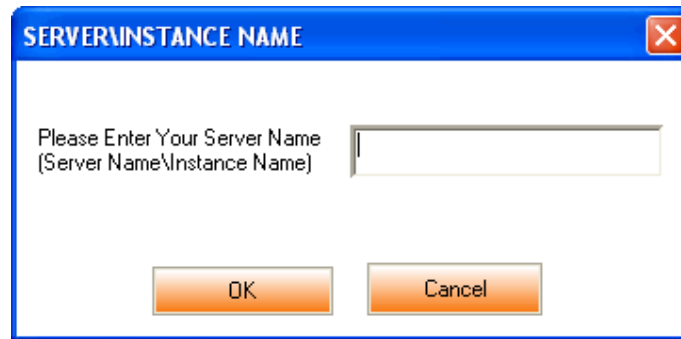 SERVER\INSTANCE NAME
Please Enter Your Server Name
(Server Name\Instance Name)
OK
Cancel